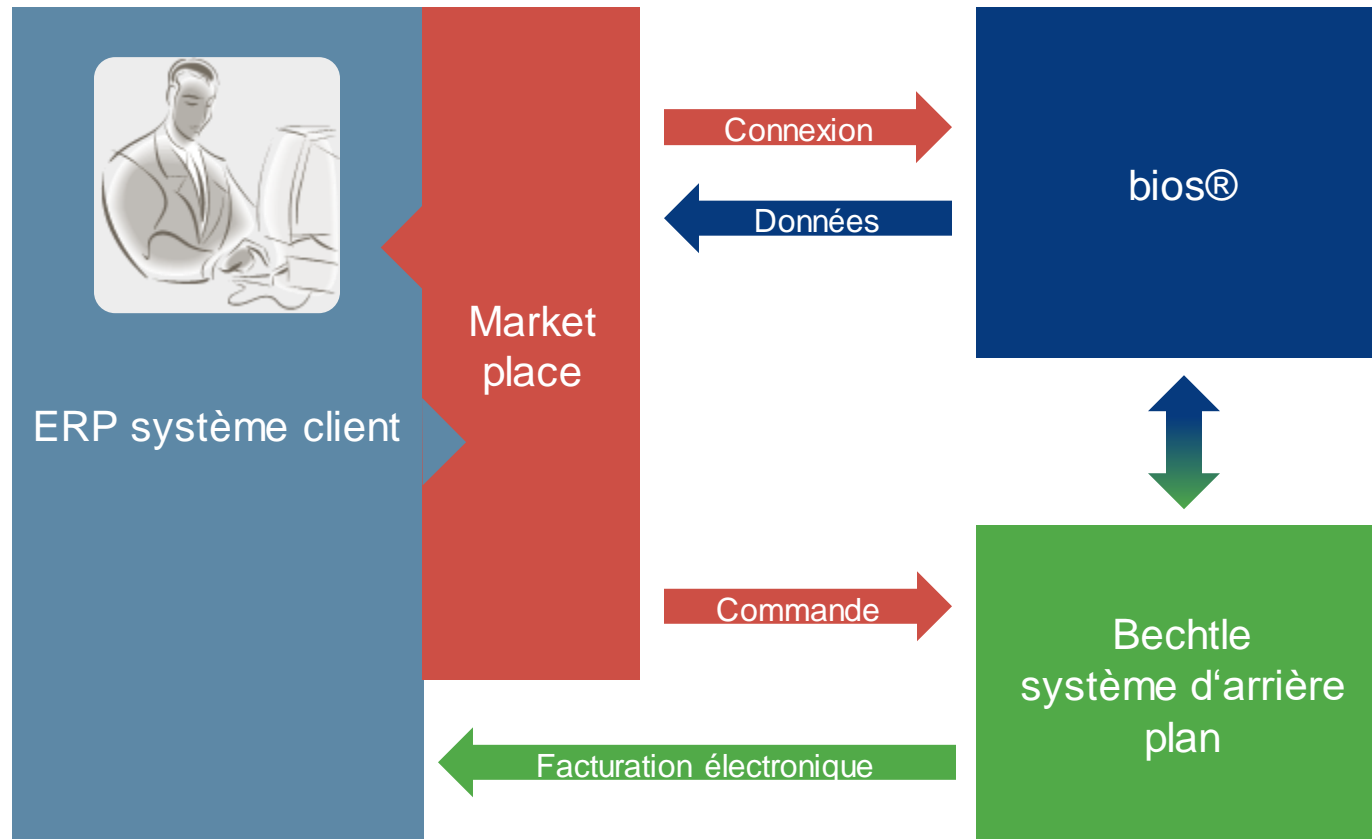 ERP système client
Market
place
Connexion
Données
bios®
Commande
Facturation électronique
Bechtle
système d‘arrière
plan